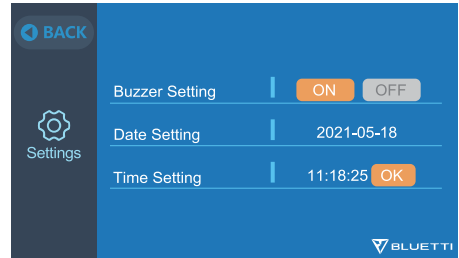 BACK
Settings
Buzzer Setting ON OFF
Date Setting 2021-05-18
Time Setting 11:18:25 OK
BLUETTI